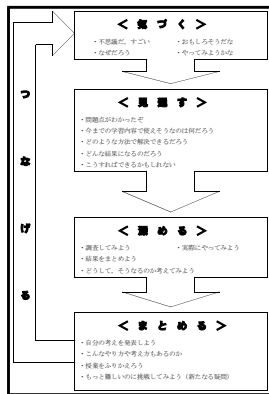 ＜ 気 づ く ＞
・不思議だ、すごい ・おもしろそうだな
・なぜだろう ・やってみようかな
＜ 見 通 す ＞
・問題点がわかったぞ
・今までの学習内容で使えそうなのは何だろう
・どのような方法で解決できるだろう
・どんな結果になるのだろう
・こうすればできるかもしれない
＜ 深 め る ＞
・調査してみよう ・実際にやってみよう
・結果をまとめよう
・どうして、そうなるのか考えてみよう
＜ ま と め る ＞
・自分の考えを発表しよう
・こんなやり方や考え方もあるのか
・授業をふりかえろう
・もっと難しいのに挑戦してみよう（新たなる疑問）
つ
な
げ
る